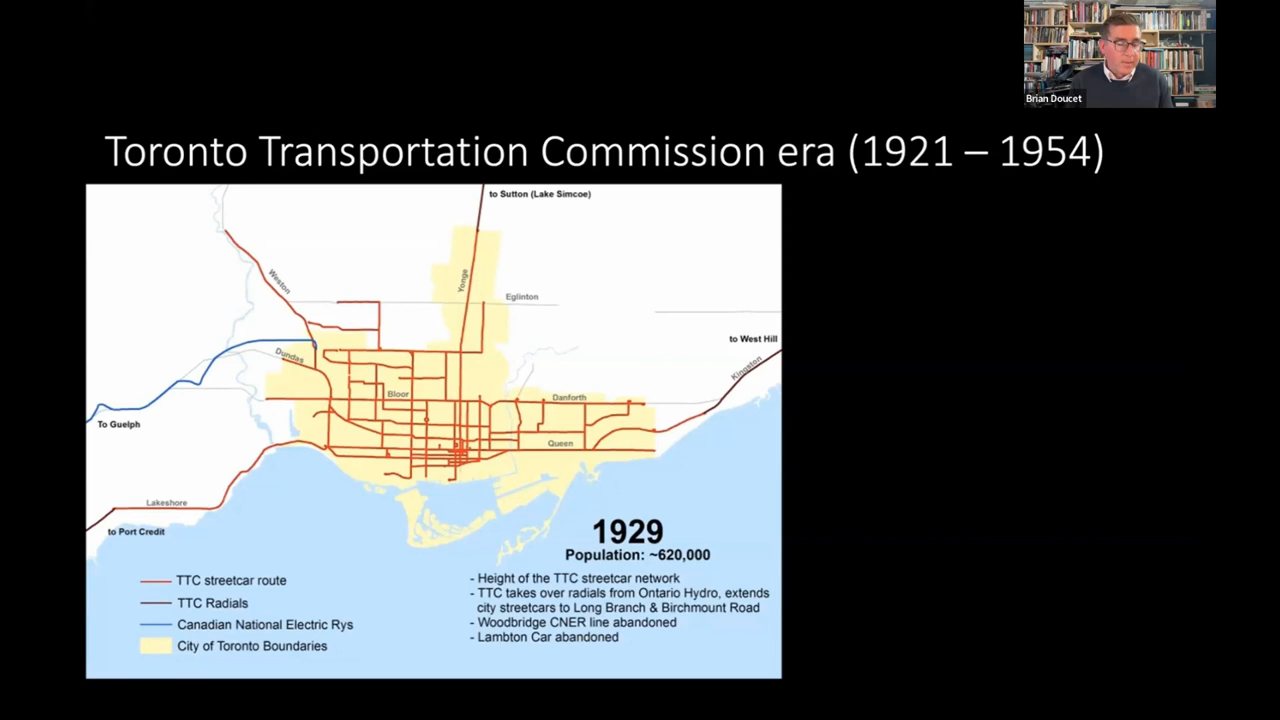 Brian Doucet
Toronto Transportation Commission era (1921 – 1954)
to Sutton (Lake Simcoe)
Weston
Yonge
Eglinton
to West Hill
Kingston
Dundas
Bloor
Danforth
To Guelph
Queen
Lakeshore
to Port Credit
1929
Population: ~620,000
- Height of the TTC streetcar network
- TTC takes over radials from Ontario Hydro, extends
city streetcars to Long Branch & Birchmount Road
- Woodbridge CNER line abandoned
- Lambton Car abandoned
TTC streetcar route
TTC Radials
Canadian National Electric Rys
City of Toronto Boundaries